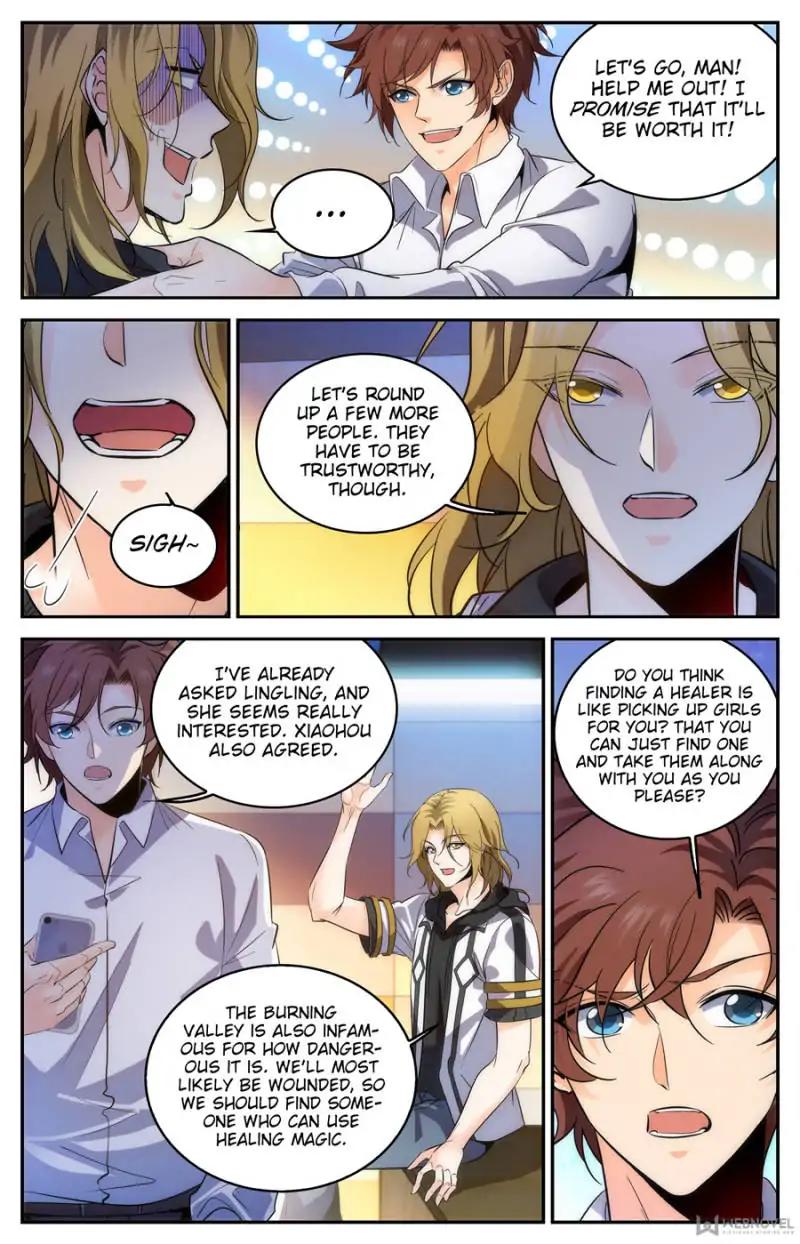 LET'S GO, MAN!
HELP ME OUT! I
PROMISE THAT IT'LL
BE WORTH IT!
...
SIGH~
LET'S ROUND
UP A FEW MORE
PEOPLE. THEY
HAVE TO BE
TRUSTWORTHY,
THOUGH.
I'VE ALREADY
ASKED LINGLING, AND
SHE SEEMS REALLY
INTERESTED. XIAOHOU
ALSO AGREED.
THE BURNING
VALLEY IS ALSO INFAM-
OUS FOR HOW DANGER-
OUS IT IS. WE'LL MOST
LIKELY BE WOUNDED, SO
WE SHOULD FIND SOME-
ONE WHO CAN USE
HEALING MAGIC.
DO YOU THINK
FINDING A HEALER IS
LIKE PICKING UP GIRLS
FOR YOU? THAT YOU
CAN JUST FIND ONE
AND TAKE THEM ALONG
WITH YOU AS YOU
PLEASE?
WEBNOVEL